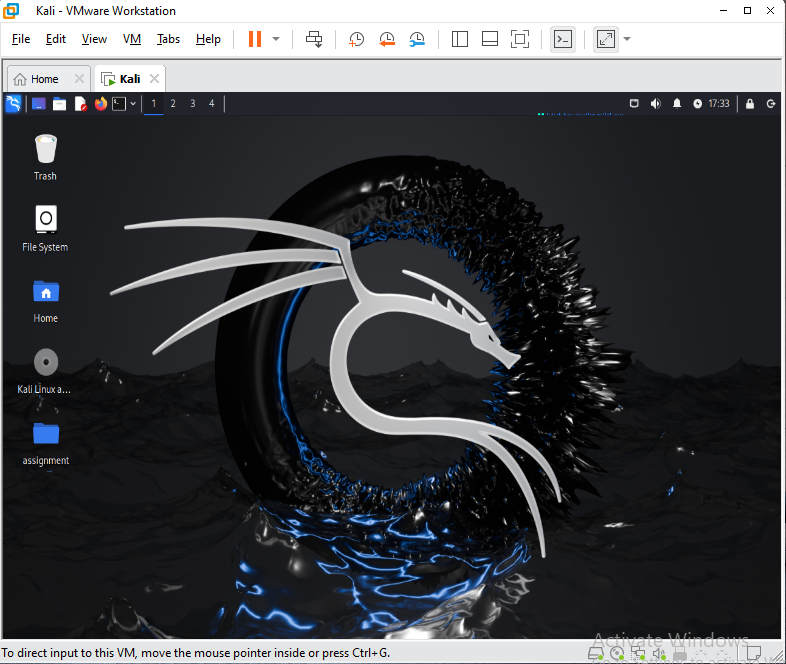 Kali - VMware Workstation
File Edit View VM Tabs Help
Home
Kali
1 2 3 4
17:33
Trash
File System
Home
Kali Linux a...
assignment
Activate Windows
To direct input to this VM, move the mouse pointer inside or press Ctrl+G.